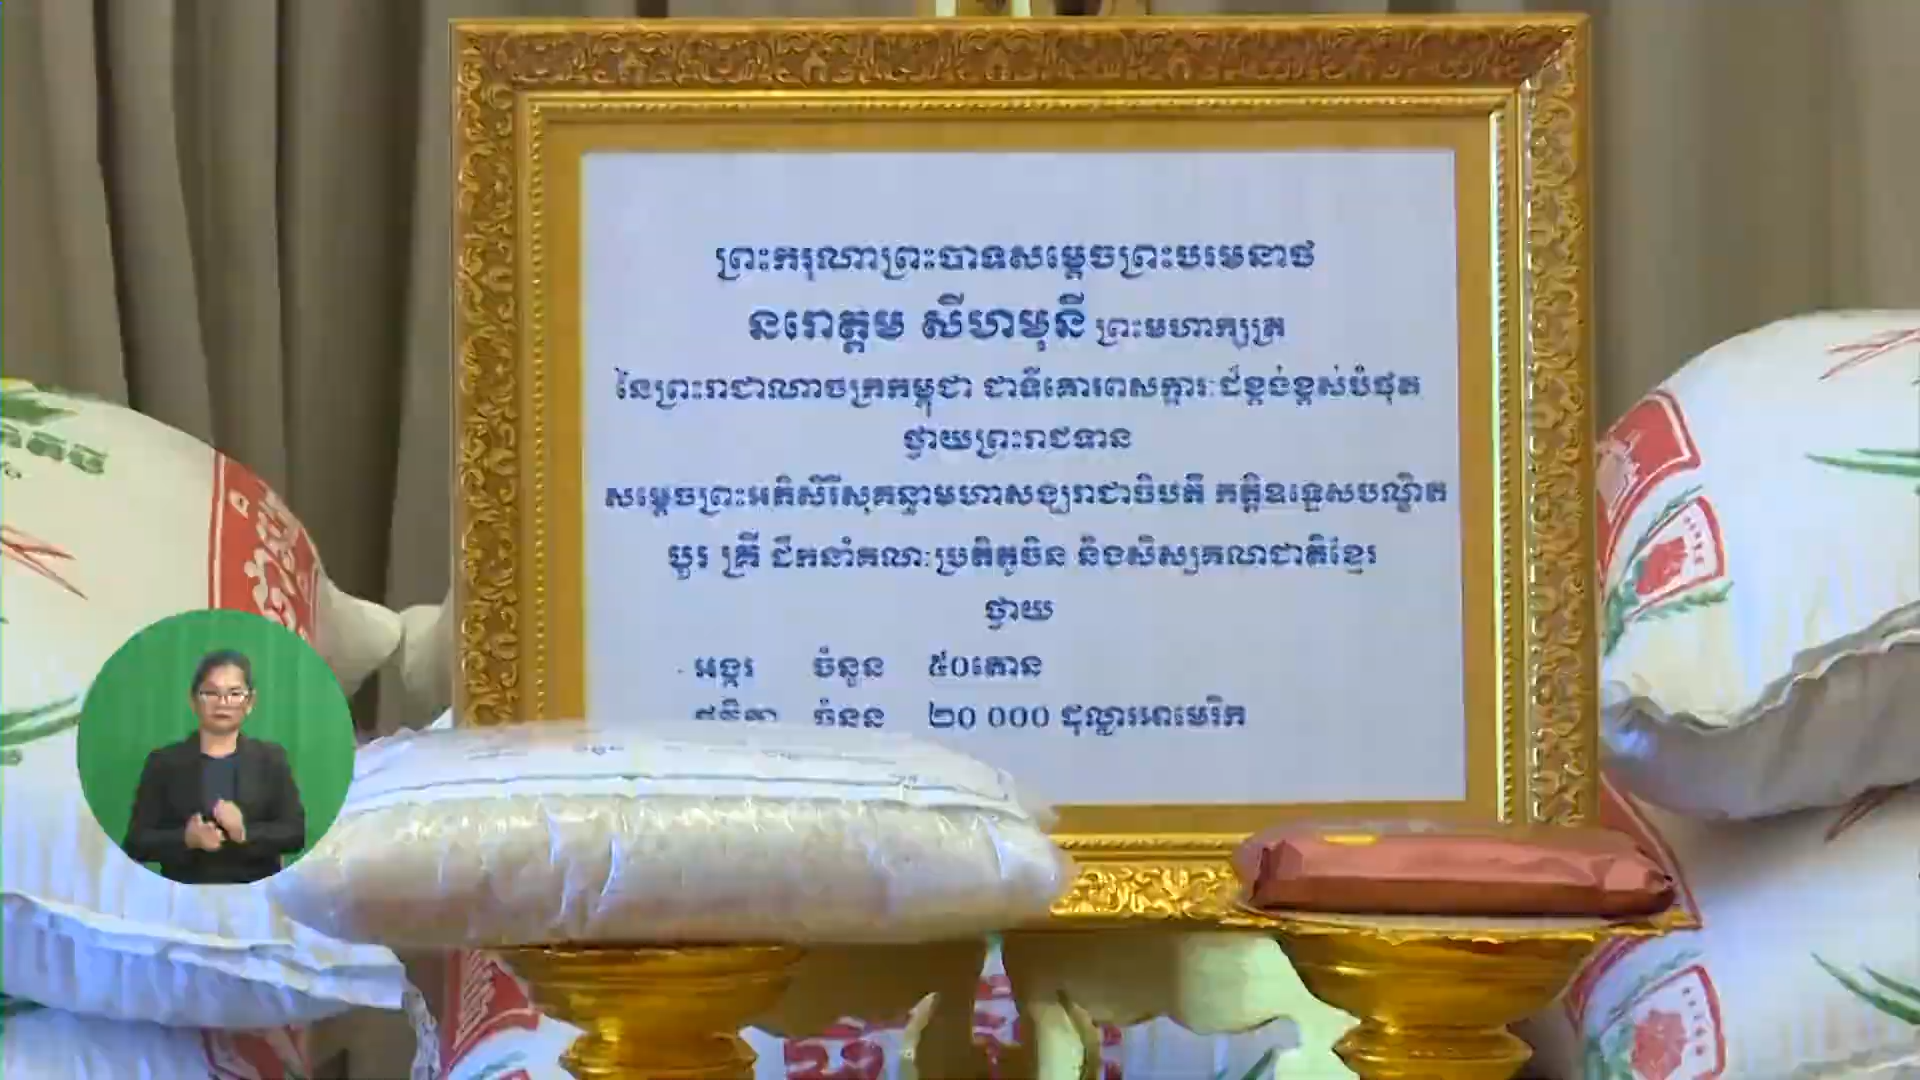 ព្រះករុណាព្រះបាទសម្តេចព្រះបរមនាថ
នរោត្តម សីហមុនី ព្រះមហាក្សត្រ
នៃព្រះរាជាណាចក្រកម្ពុជា ជាទីគោរពសក្ការៈដ៏ខ្ពង់ខ្ពស់បំផុត
ថ្វាយព្រះរាជទាន
សម្តេចព្រះអតិសិរីសុគន្ធាមហាសង្ឃរាជាធិបតី កត្តិឧទ្ទេសបណ្ឌិត
បួរ គ្រី ដឹកនាំគណៈប្រតិភូចិន និងសិស្សគណជាតិខ្មែរ
ថ្វាយ
- អង្ករ ចំនួន ៥០តោន
ចំនួន ២០ ០០០ ដុល្លារអាមេរិក